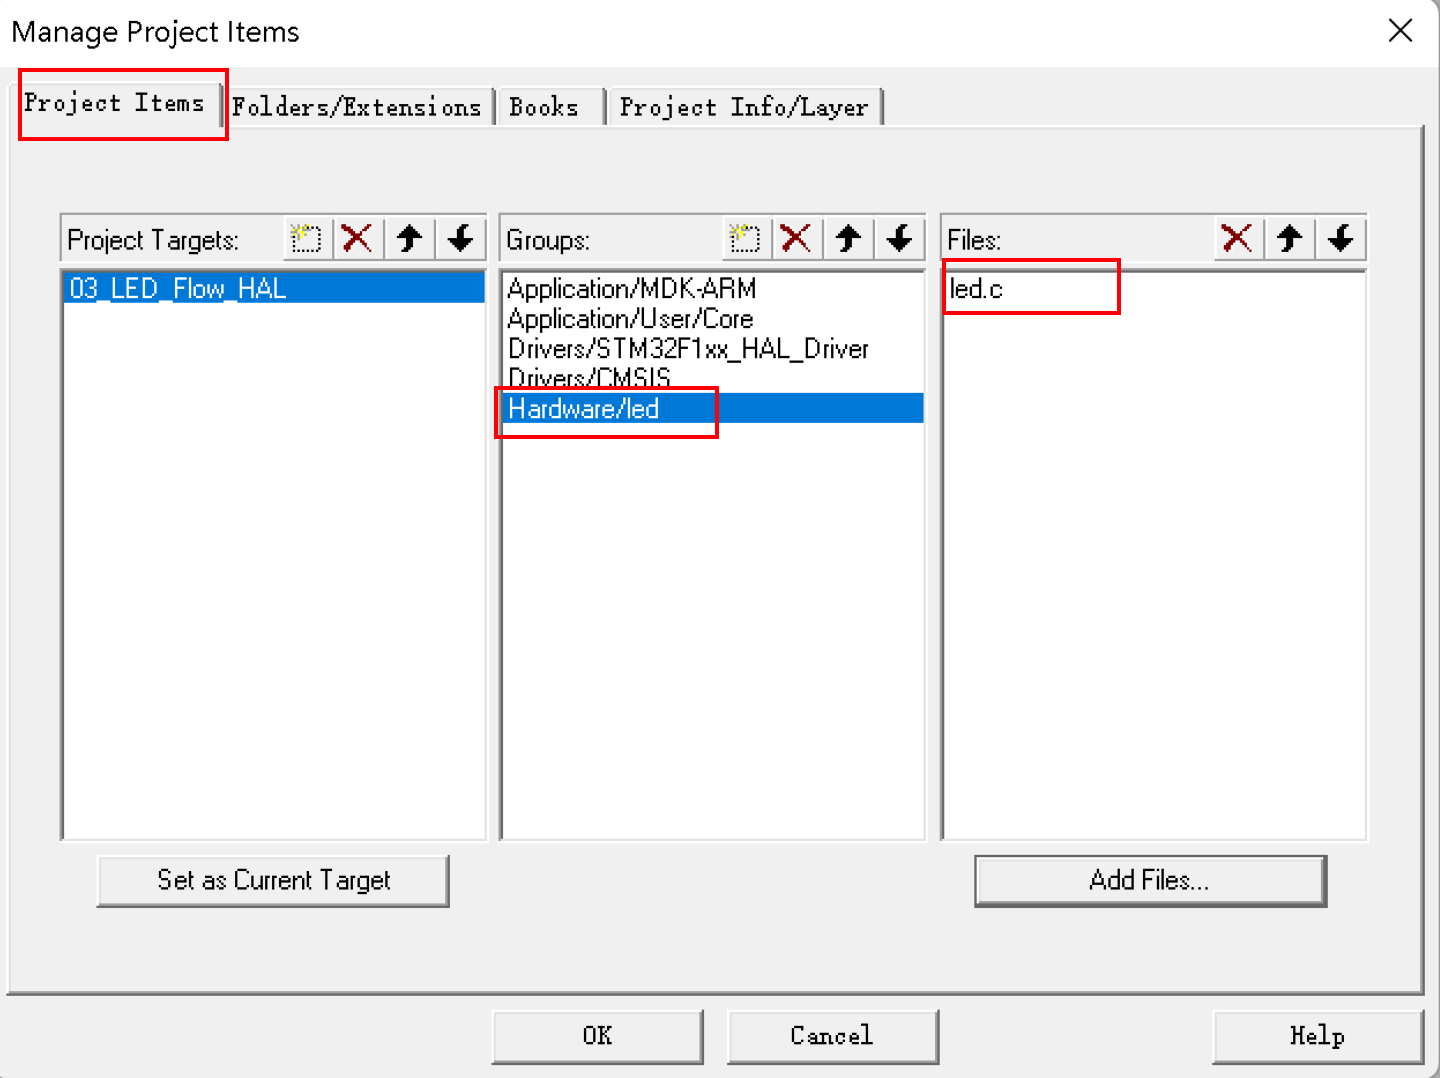 Manage Project Items
Project Items
Folders/Extensions
Books
Project Info/Layer
Project Targets:
Groups:
Files:
03_LED_Flow_HAL
Application/MDK-ARM
Application/User/Core
Drivers/STM32F1xx_HAL_Driver
Drivers/CMSIS
Hardware/led
led.c
Set as Current Target
Add Files...
OK
Cancel
Help